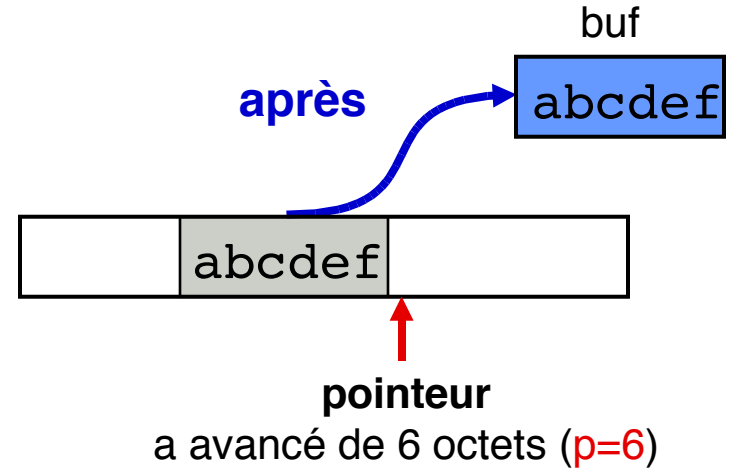 buf
après
abcdef
abcdef
pointeur
a avancé de 6 octets (p=6)